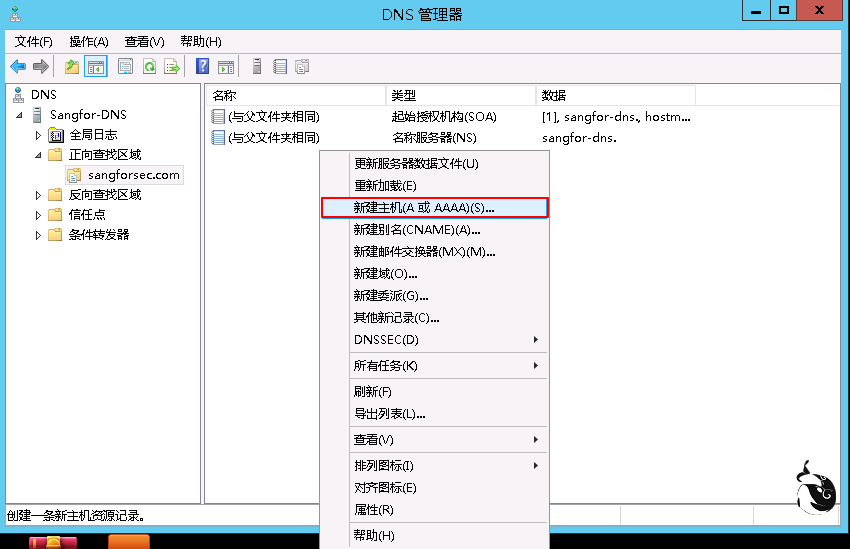 DNS 管理器
文件(F) 操作(A) 查看(V) 帮助(H)
DNS
Sangfor-DNS
全局日志
正向查找区域
sangforsec.com
反向查找区域
信任点
条件转发器
名称 类型 数据
(与父文件夹相同) 起始授权机构(SOA) [1], sangfor-dns., hostm...
(与父文件夹相同) 名称服务器(NS) sangfor-dns.
更新服务器数据文件(U)
重新加载(E)
新建主机(A 或 AAAA)(S)...
新建别名(CNAME)(A)...
新建邮件交换器(MX)(M)...
新建域(O)...
新建委派(G)...
其他新记录(C)...
DNSSEC(D)
所有任务(K)
刷新(F)
导出列表(L)...
查看(V)
排列图标(I)
对齐图标(E)
属性(R)
帮助(H)
创建一条新主机资源记录。